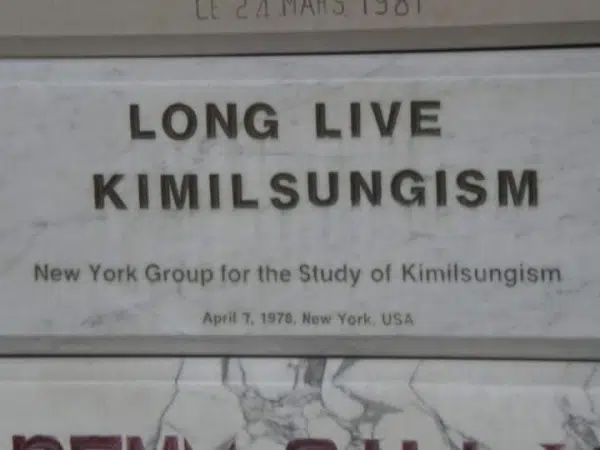 LE 24 MARS 1981
LONG LIVE
KIMILSUNGISM
New York Group for the Study of Kimilsungism
April 7, 1978, New York, USA